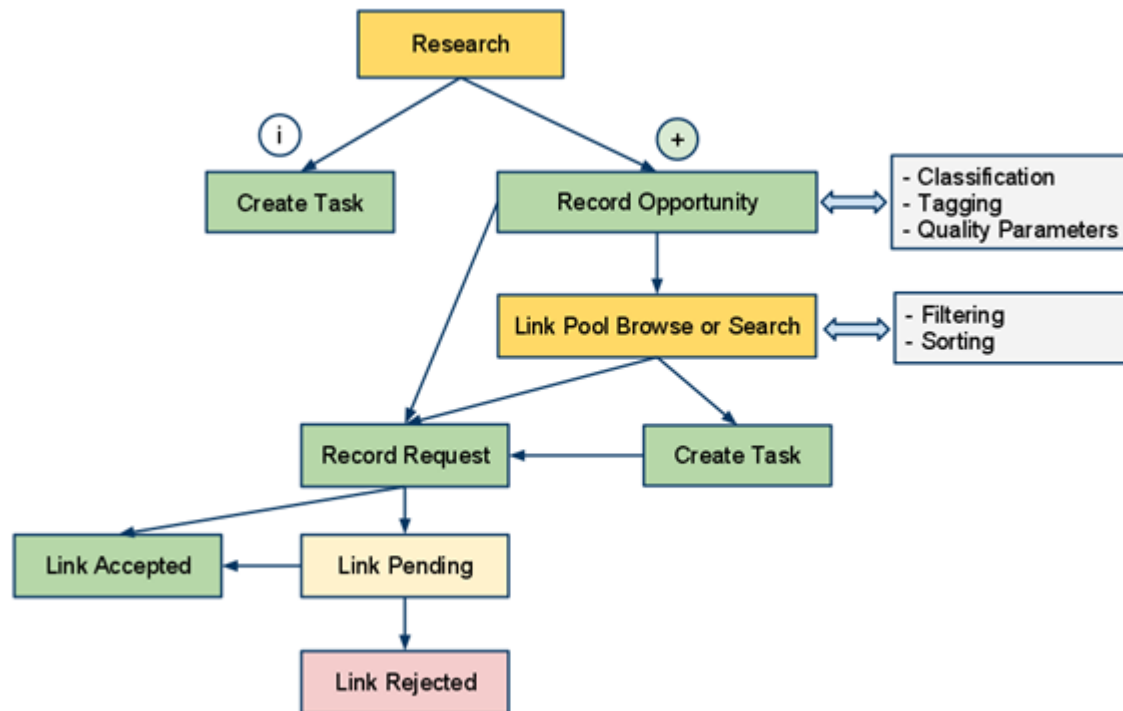 Research
i
+
Create Task
Record Opportunity
- Classification
- Tagging
- Quality Parameters
Link Pool Browse or Search
- Filtering
- Sorting
Record Request
Create Task
Link Accepted
Link Pending
Link Rejected